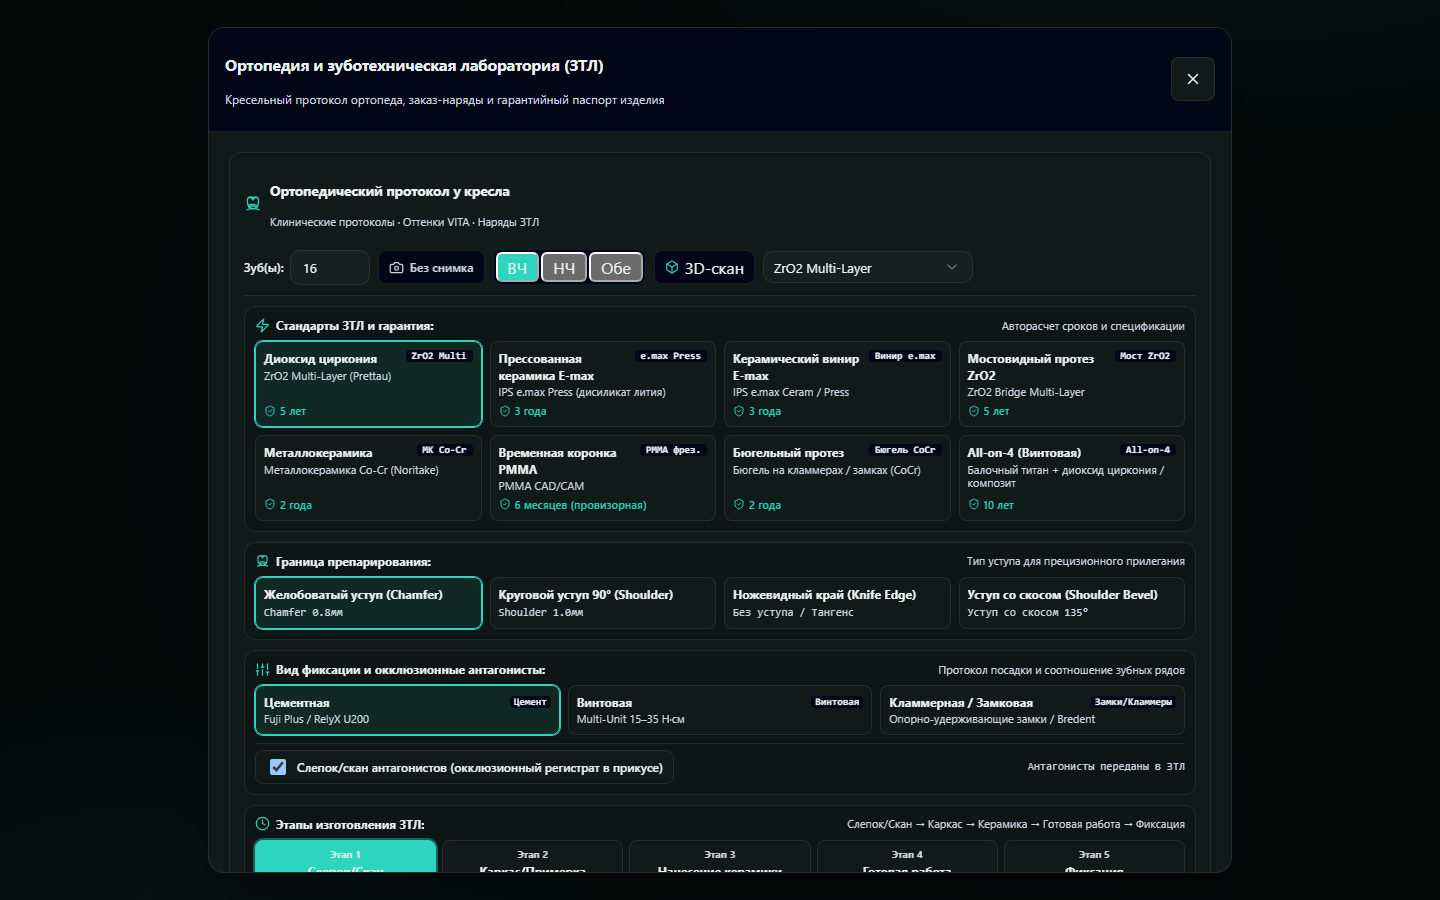 Ортопедия и зуботехническая лаборатория (ЗТЛ)
Кресельный протокол ортопеда, заказ-наряды и гарантийный паспорт изделия
Ортопедический протокол у кресла
Клинические протоколы · Оттенки VITA · Наряды ЗТЛ
Зуб(ы): 16 Без снимка ВЧ НЧ Обе 3D-скан ZrO2 Multi-Layer
Стандарты ЗТЛ и гарантия: Авторасчет сроков и спецификации
Диоксид циркония ZrO2 Multi
ZrO2 Multi-Layer (Prettau)
5 лет
Прессованная керамика E-max e.max Press
IPS e.max Press (дисиликат лития)
3 года
Керамический винир E-max Винир e.max
IPS e.max Ceram / Press
3 года
Мостовидный протез ZrO2 Мост ZrO2
ZrO2 Bridge Multi-Layer
5 лет
Металлокерамика МК Co-Cr
Металлокерамика Co-Cr (Noritake)
2 года
Временная коронка PMMA PMMA фрез.
PMMA CAD/CAM
6 месяцев (провизорная)
Бюгельный протез Бюгель CoCr
Бюгель на кламмерах / замках (CoCr)
2 года
All-on-4 (Винтовая) All-on-4
Балочный титан + диоксид циркония /
композит
10 лет
Граница препарирования: Тип уступа для прецизионного прилегания
Желобоватый уступ (Chamfer)
Chamfer 0.8мм
Круговой уступ 90° (Shoulder)
Shoulder 1.0мм
Ножевидный край (Knife Edge)
Без уступа / Тангенс
Уступ со скосом (Shoulder Bevel)
Уступ со скосом 135°
Вид фиксации и окклюзионные антагонисты: Протокол посадки и соотношение зубных рядов
Цементная Цемент
Fuji Plus / RelyX U200
Винтовая Винтовая
Multi-Unit 15–35 Н·см
Кламмерная / Замковая Замки/Кламмеры
Опорно-удерживающие замки / Bredent
Слепок/скан антагонистов (окклюзионный регистрат в прикусе) Антагонисты переданы в ЗТЛ
Этапы изготовления ЗТЛ: Слепок/Скан → Каркас → Керамика → Готовая работа → Фиксация
Этап 1 Этап 2 Этап 3 Этап 4 Этап 5
Слепок/Скан Каркас/Примерка Нанесение керамики Готовая работа Фиксация